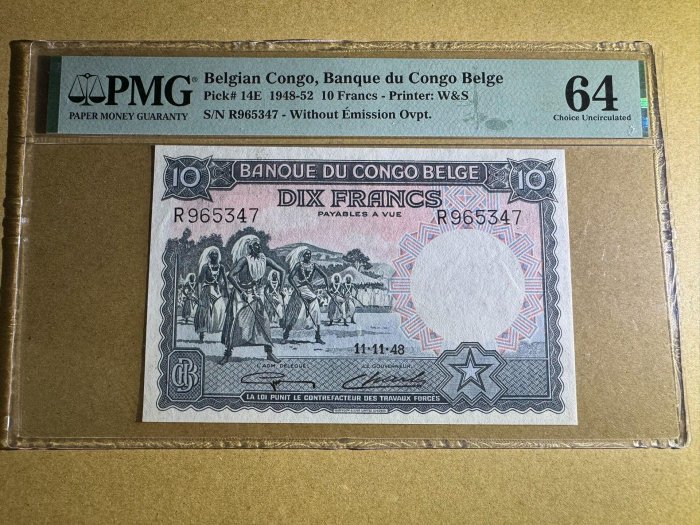 PMG®
PAPER MONEY GUARANTY
Belgian Congo, Banque du Congo Belge
Pick# 14E 1948-52 10 Francs - Printer: W&S
S/N R965347 - Without Émission Ovpt.
64
Choice Uncirculated
10 BANQUE DU CONGO BELGE 10
DIX FRANCS
PAYABLES A VUE
R965347 R965347
11·11·48
L'ADM. DÉLÉGUÉ LE GOUVERNEUR
LA LOI PUNIT LE CONTREFACTEUR DES TRAVAUX FORCÉS